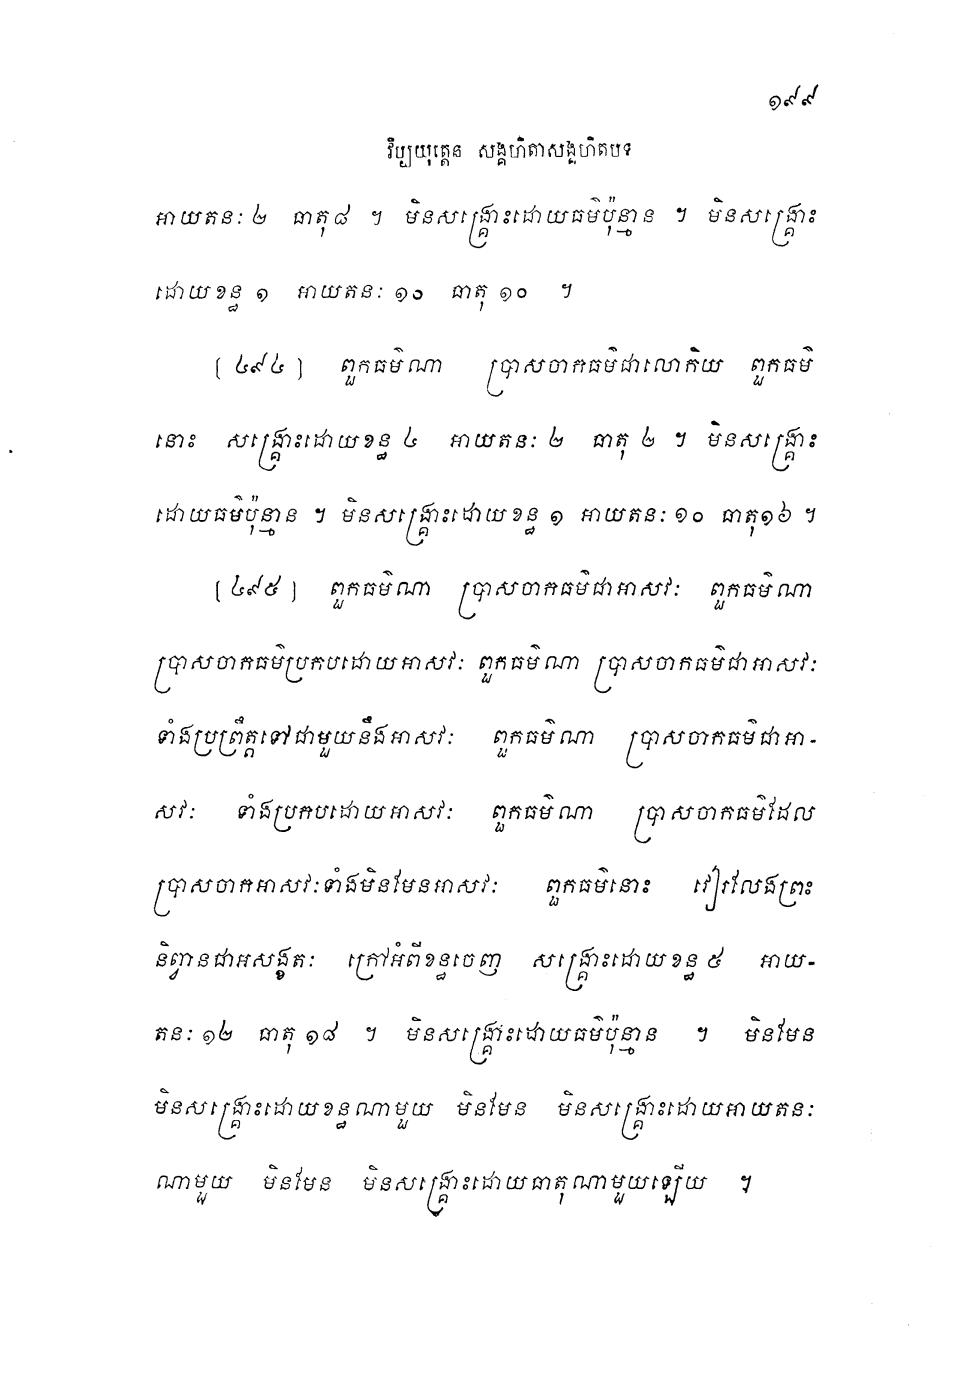 ១៩៩
វិប្បយុត្តេន សង្គហិតាសង្គហិតបទ
អាយតនៈ ២ ធាតុ ៨ ។ មិនសង្គ្រោះដោយធម៌ប៉ុន្មាន ។ មិនសង្គ្រោះ
ដោយខន្ធ ១ អាយតនៈ ១០ ធាតុ ១០ ។
[ ៤៩៤ ] ពួកធម៌ណា ប្រាសចាកធម៌ជាលោកិយ ពួកធម៌
នោះ សង្គ្រោះដោយខន្ធ ៤ អាយតនៈ ២ ធាតុ ២ ។ មិនសង្គ្រោះ
ដោយធម៌ប៉ុន្មាន ។ មិនសង្គ្រោះដោយខន្ធ ១ អាយតនៈ ១០ ធាតុ១៦ ។
[ ៤៩៥ ] ពួកធម៌ណា ប្រាសចាកធម៌ជាអាសវៈ ពួកធម៌ណា
ប្រាសចាកធម៌ប្រកបដោយអាសវៈ ពួកធម៌ណា ប្រាសចាកធម៌ជាអាសវៈ
ទាំងប្រព្រឹត្តទៅជាមួយនឹងអាសវៈ ពួកធម៌ណា ប្រាសចាកធម៌ជាអា-
សវៈ ទាំងប្រកបដោយអាសវៈ ពួកធម៌ណា ប្រាសចាកធម៌ដែល
ប្រាសចាកអាសវៈទាំងមិនមែនអាសវៈ ពួកធម៌នោះ វៀរលែងព្រះ
និព្វានជាអសង្ខតៈ ក្រៅអំពីខន្ធចេញ សង្គ្រោះដោយខន្ធ ៥ អាយ-
តនៈ ១២ ធាតុ ១៨ ។ មិនសង្គ្រោះដោយធម៌ប៉ុន្មាន ។ មិនមែន
មិនសង្គ្រោះដោយខន្ធណាមួយ មិនមែន មិនសង្គ្រោះដោយអាយតនៈ
ណាមួយ មិនមែន មិនសង្គ្រោះដោយធាតុណាមួយឡើយ ។